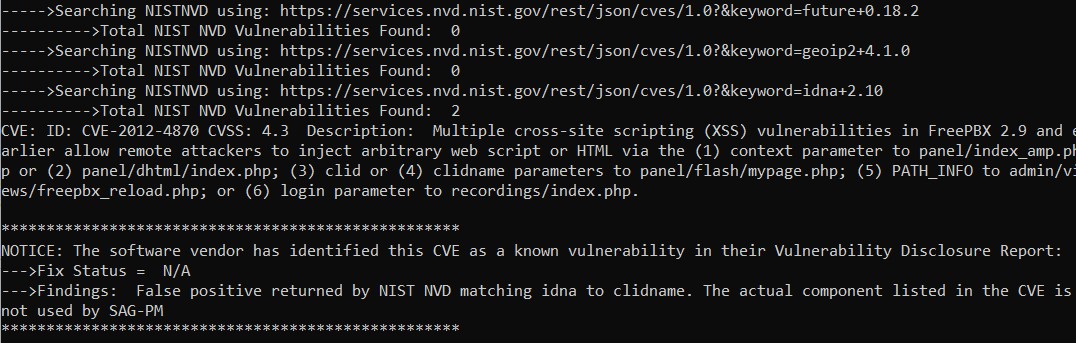 ----->Searching NISTNVD using: https://services.nvd.nist.gov/rest/json/cves/1.0?&keyword=future+0.18.2
---------->Total NIST NVD Vulnerabilities Found:  0
----->Searching NISTNVD using: https://services.nvd.nist.gov/rest/json/cves/1.0?&keyword=geoip2+4.1.0
---------->Total NIST NVD Vulnerabilities Found:  0
----->Searching NISTNVD using: https://services.nvd.nist.gov/rest/json/cves/1.0?&keyword=idna+2.10
---------->Total NIST NVD Vulnerabilities Found:  2
CVE: ID: CVE-2012-4870 CVSS: 4.3  Description:  Multiple cross-site scripting (XSS) vulnerabilities in FreePBX 2.9 and e
arlier allow remote attackers to inject arbitrary web script or HTML via the (1) context parameter to panel/index_amp.ph
p or (2) panel/dhtml/index.php; (3) clid or (4) clidname parameters to panel/flash/mypage.php; (5) PATH_INFO to admin/vi
ews/freepbx_reload.php; or (6) login parameter to recordings/index.php.
**************************************************
NOTICE: The software vendor has identified this CVE as a known vulnerability in their Vulnerability Disclosure Report:
--->Fix Status =  N/A
--->Findings:  False positive returned by NIST NVD matching idna to clidname. The actual component listed in the CVE is
not used by SAG-PM
**************************************************